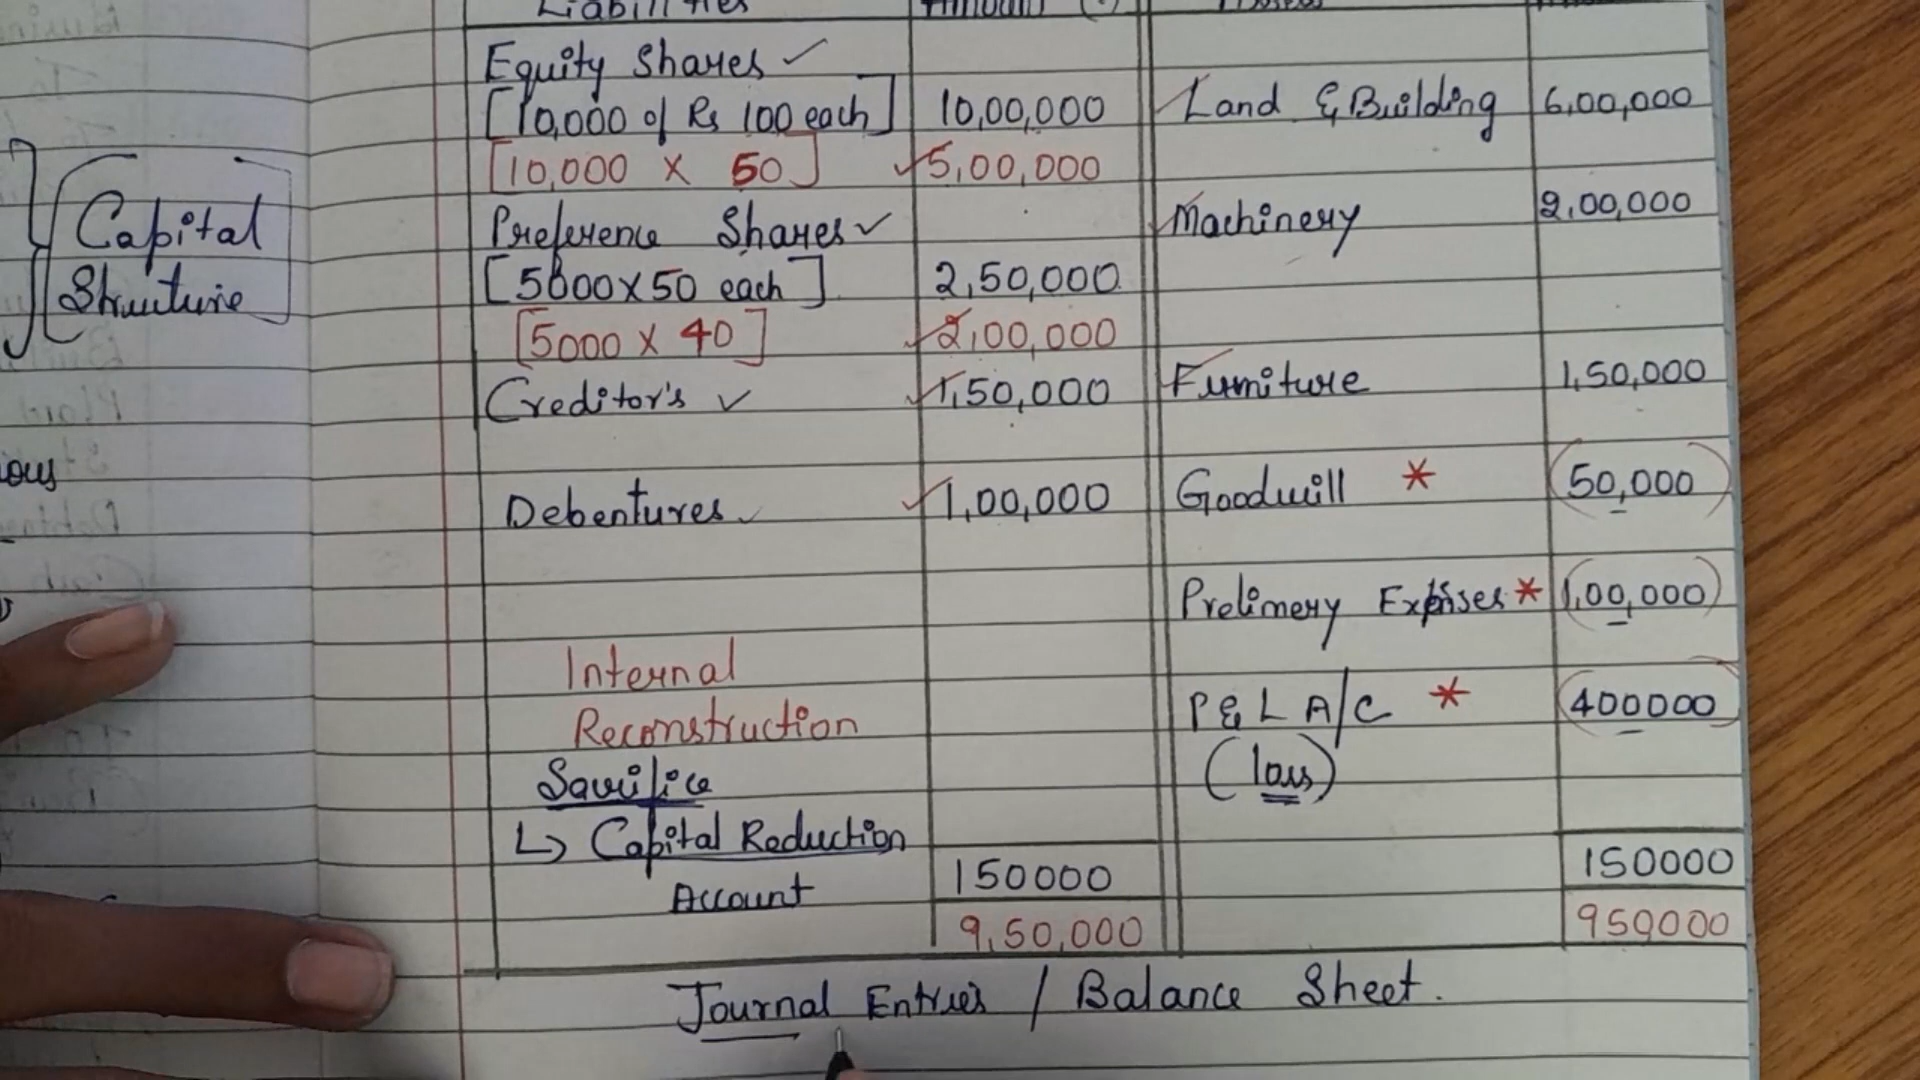 Liabilities Amount (₹)
Equity Shares ✓
[10,000 of Rs 100 each] 10,00,000 Land & Building 6,00,000
[10,000 × 50] 5,00,000
Preference Shares ✓ Machinery 2,00,000
[5000×50 each] 2,50,000
[5000 × 40] 2,00,000
Creditor's ✓ 1,50,000 Furniture 1,50,000
Debentures ✓ 1,00,000 Goodwill * (50,000)
Prelimery Expenses * (1,00,000)
Internal
Reconstruction
P & L A/C * (400000
(loss)
Sacrifice
↳ Capital Reduction
Account
150000 150000
9,50,000 950000
Journal Entries / Balance Sheet.
Capital
Structure